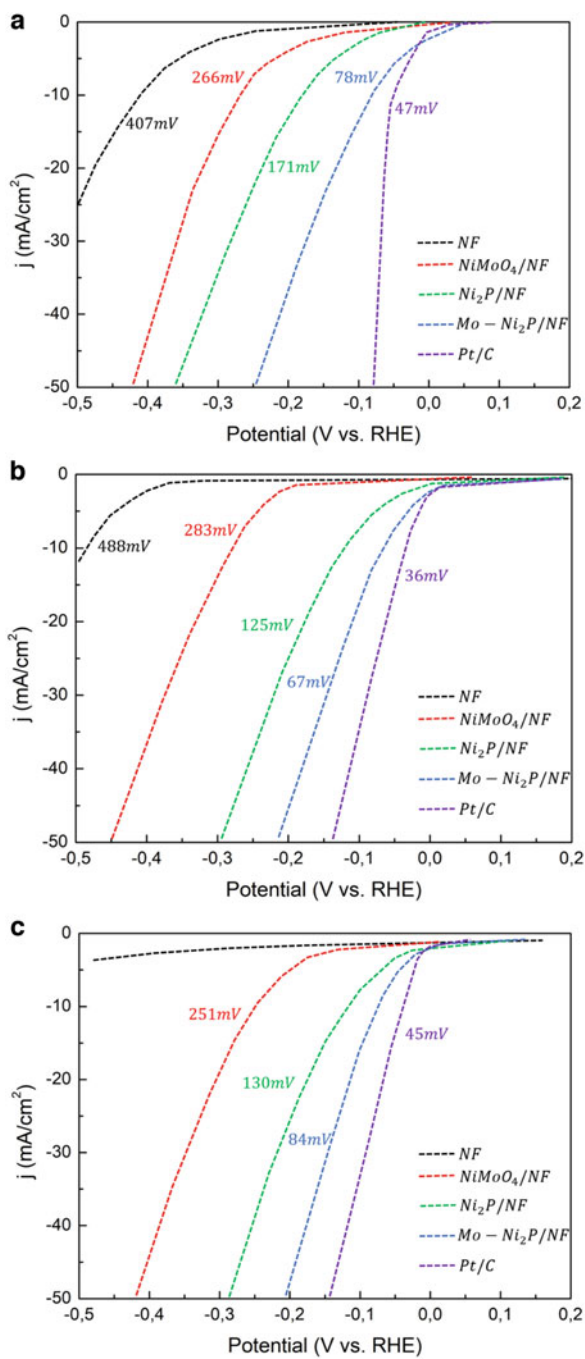 a
0
-10
-20
-30
-40
-50
j (mA/cm²)
407mV
266mV
171mV
78mV
47mV
NF
NiMoO₄/NF
Ni₂P/NF
Mo − Ni₂P/NF
Pt/C
-0,5 -0,4 -0,3 -0,2 -0,1 0,0 0,1 0,2
Potential (V vs. RHE)
b
0
-10
-20
-30
-40
-50
j (mA/cm²)
488mV
283mV
125mV
67mV
36mV
NF
NiMoO₄/NF
Ni₂P/NF
Mo − Ni₂P/NF
Pt/C
-0,5 -0,4 -0,3 -0,2 -0,1 0,0 0,1 0,2
Potential (V vs. RHE)
c
0
-10
-20
-30
-40
-50
j (mA/cm²)
251mV
130mV
84mV
45mV
NF
NiMoO₄/NF
Ni₂P/NF
Mo − Ni₂P/NF
Pt/C
-0,5 -0,4 -0,3 -0,2 -0,1 0,0 0,1 0,2
Potential (V vs. RHE)